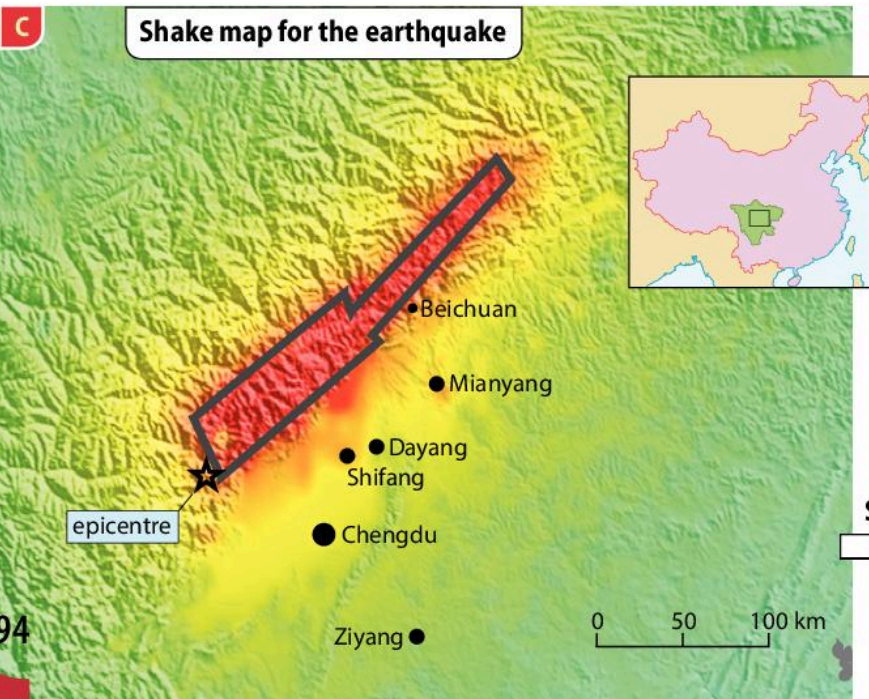 C
Shake map for the earthquake
Beichuan
Mianyang
Dayang
Shifang
epicentre
Chengdu
94
Ziyang
0 50 100 km